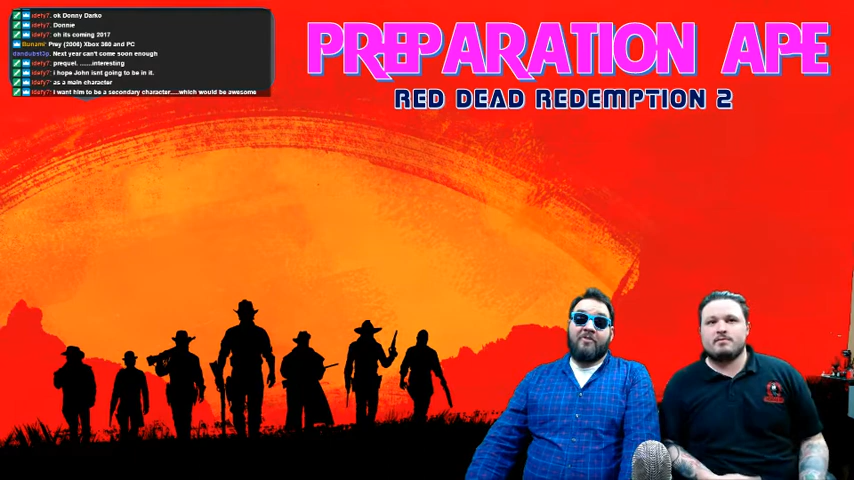 idefy7: ok Donny Darko
idefy7: Donnie
idefy7: oh its coming 2017
Bunami: Prey (2006) Xbox 360 and PC
dandubst3p: Next year can't come soon enough
idefy7: prequel. .......interesting
idefy7: I hope John isnt going to be in it.
idefy7: as a main character
idefy7: I want him to be a secondary character.....which would be awesome
PREPARATION APE
RED DEAD REDEMPTION 2